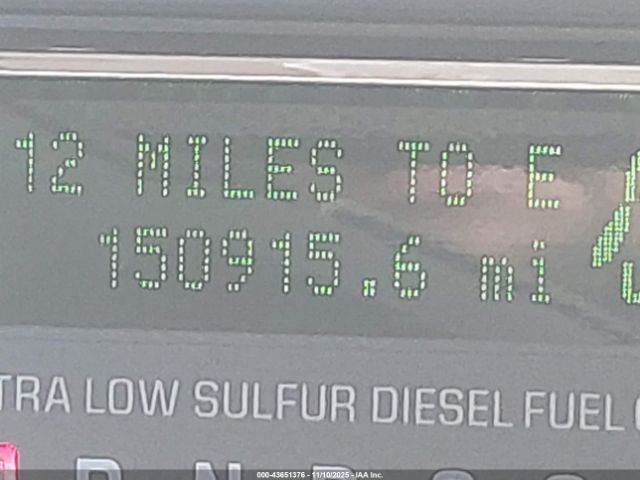 12 MILES TO E
150915.6 mi
TRA LOW SULFUR DIESEL FUEL
000-43651376 - 11/10/2025 - IAA Inc.